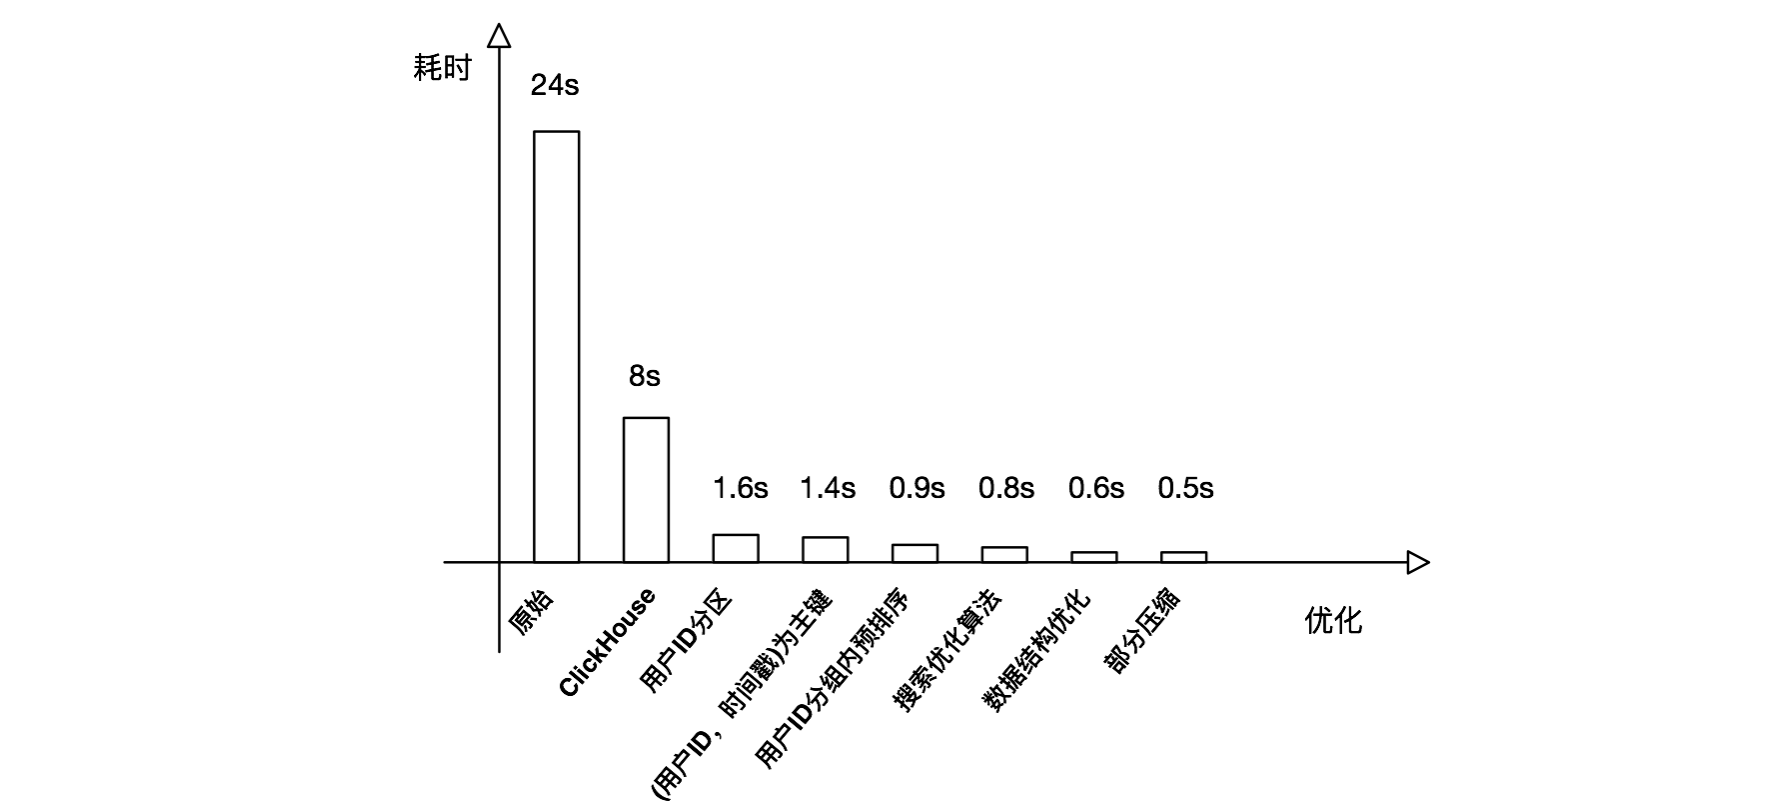 耗时
24s
8s
1.6s
1.4s
0.9s
0.8s
0.6s
0.5s
原始
ClickHouse
用户ID分区
(用户ID，时间戳)为主键
用户ID分组内预排序
搜索优化算法
数据结构优化
部分压缩
优化